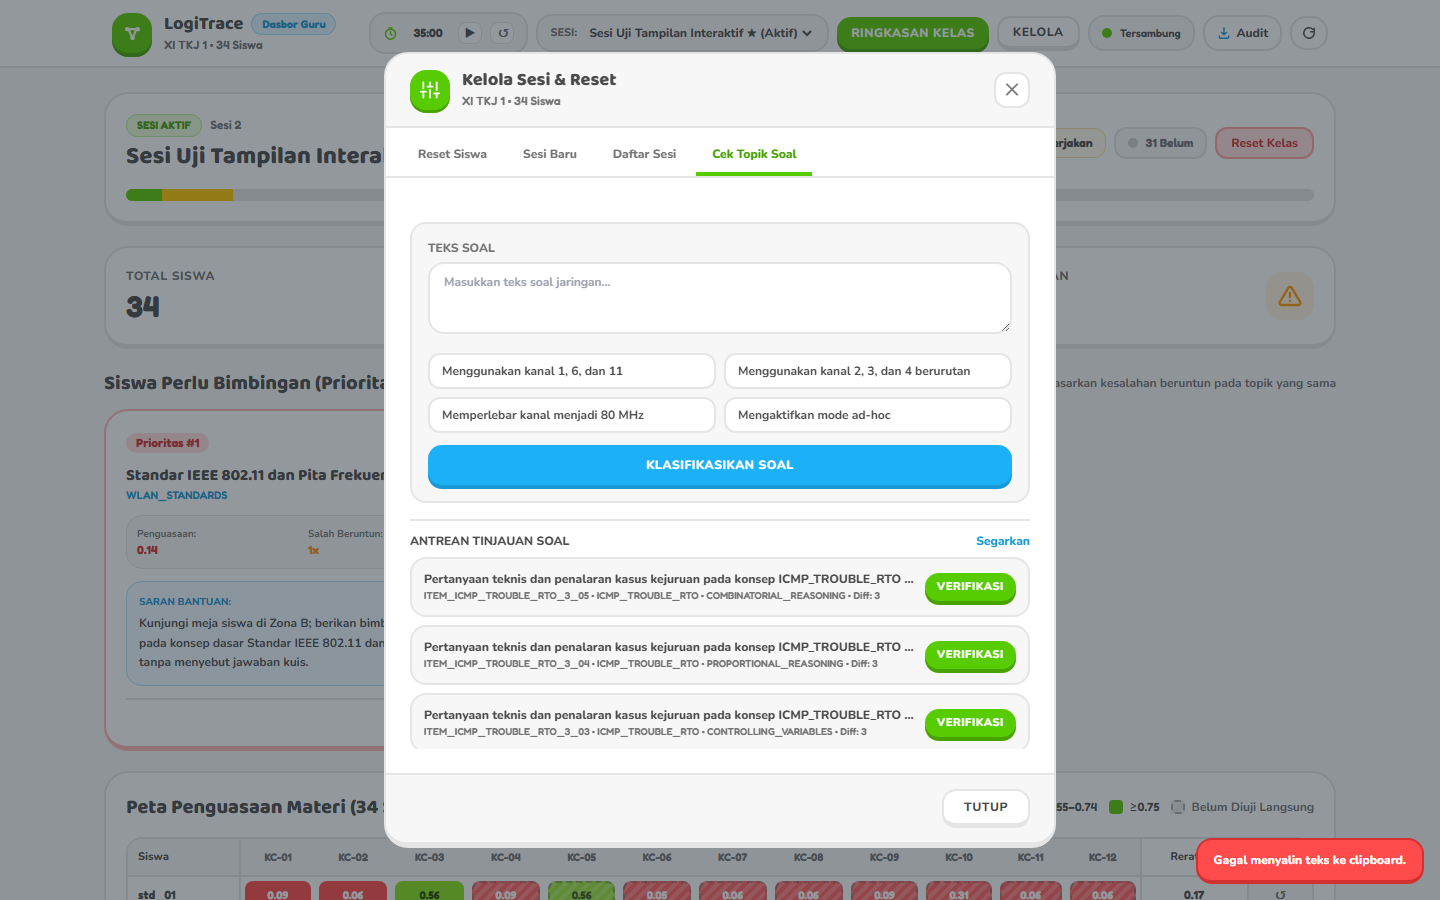 LogiTrace
Dasbor Guru
XI TKJ 1 • 34 Siswa
35:00
SESI:
Sesi Uji Tampilan Interaktif ★ (Aktif)
RINGKASAN KELAS
KELOLA
Tersambung
Audit
Kelola Sesi & Reset
XI TKJ 1 • 34 Siswa
Reset Siswa
Sesi Baru
Daftar Sesi
Cek Topik Soal
TEKS SOAL
Masukkan teks soal jaringan...
Menggunakan kanal 1, 6, dan 11
Menggunakan kanal 2, 3, dan 4 berurutan
Memperlebar kanal menjadi 80 MHz
Mengaktifkan mode ad-hoc
KLASIFIKASIKAN SOAL
ANTREAN TINJAUAN SOAL
Segarkan
Pertanyaan teknis dan penalaran kasus kejuruan pada konsep ICMP_TROUBLE_RTO ...
ITEM_ICMP_TROUBLE_RTO_3_05 • ICMP_TROUBLE_RTO • COMBINATORIAL_REASONING • Diff: 3
VERIFIKASI
Pertanyaan teknis dan penalaran kasus kejuruan pada konsep ICMP_TROUBLE_RTO ...
ITEM_ICMP_TROUBLE_RTO_3_04 • ICMP_TROUBLE_RTO • PROPORTIONAL_REASONING • Diff: 3
VERIFIKASI
Pertanyaan teknis dan penalaran kasus kejuruan pada konsep ICMP_TROUBLE_RTO ...
ITEM_ICMP_TROUBLE_RTO_3_03 • ICMP_TROUBLE_RTO • CONTROLLING_VARIABLES • Diff: 3
VERIFIKASI
TUTUP
SESI AKTIF
Sesi 2
Sesi Uji Tampilan
31 Belum
Reset Kelas
TOTAL SISWA
34
Siswa Perlu Bimbingan
kesalahan beruntun pada topik yang sama
Prioritas #1
Standar IEEE 802.11 dan Pita
WLAN_STANDARDS
Penguasaan:
0.14
Salah Beruntun:
1x
SARAN BANTUAN:
Kunjungi meja siswa di Zona B; berikan
pada konsep dasar Standar IEEE 802.11
tanpa menyebut jawaban kuis.
Peta Penguasaan Materi (34
≥0.75
Belum Diuji Langsung
Siswa
KC-01
KC-02
KC-03
KC-04
KC-05
KC-06
KC-07
KC-08
KC-09
KC-10
KC-11
KC-12
std_01
0.09
0.06
0.56
0.09
0.56
0.05
0.06
0.06
0.09
0.31
0.06
0.06
0.17
Gagal menyalin teks ke clipboard.